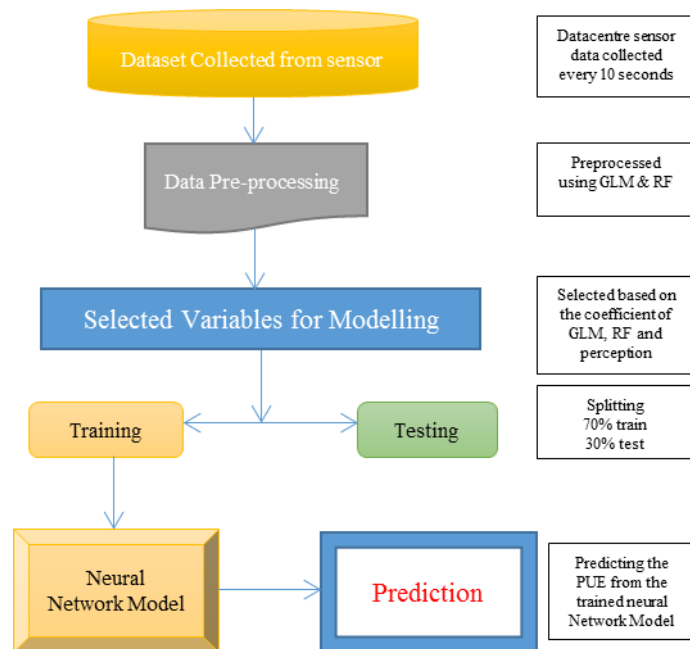 Dataset Collected from sensor
Datacentre sensor
data collected
every 10 seconds
Data Pre-processing
Preprocessed
using GLM & RF
Selected Variables for Modelling
Selected based on
the coefficient of
GLM, RF and
perception
Training
Testing
Splitting
70% train
30% test
Neural
Network Model
Prediction
Predicting the
PUE from the
trained neural
Network Model